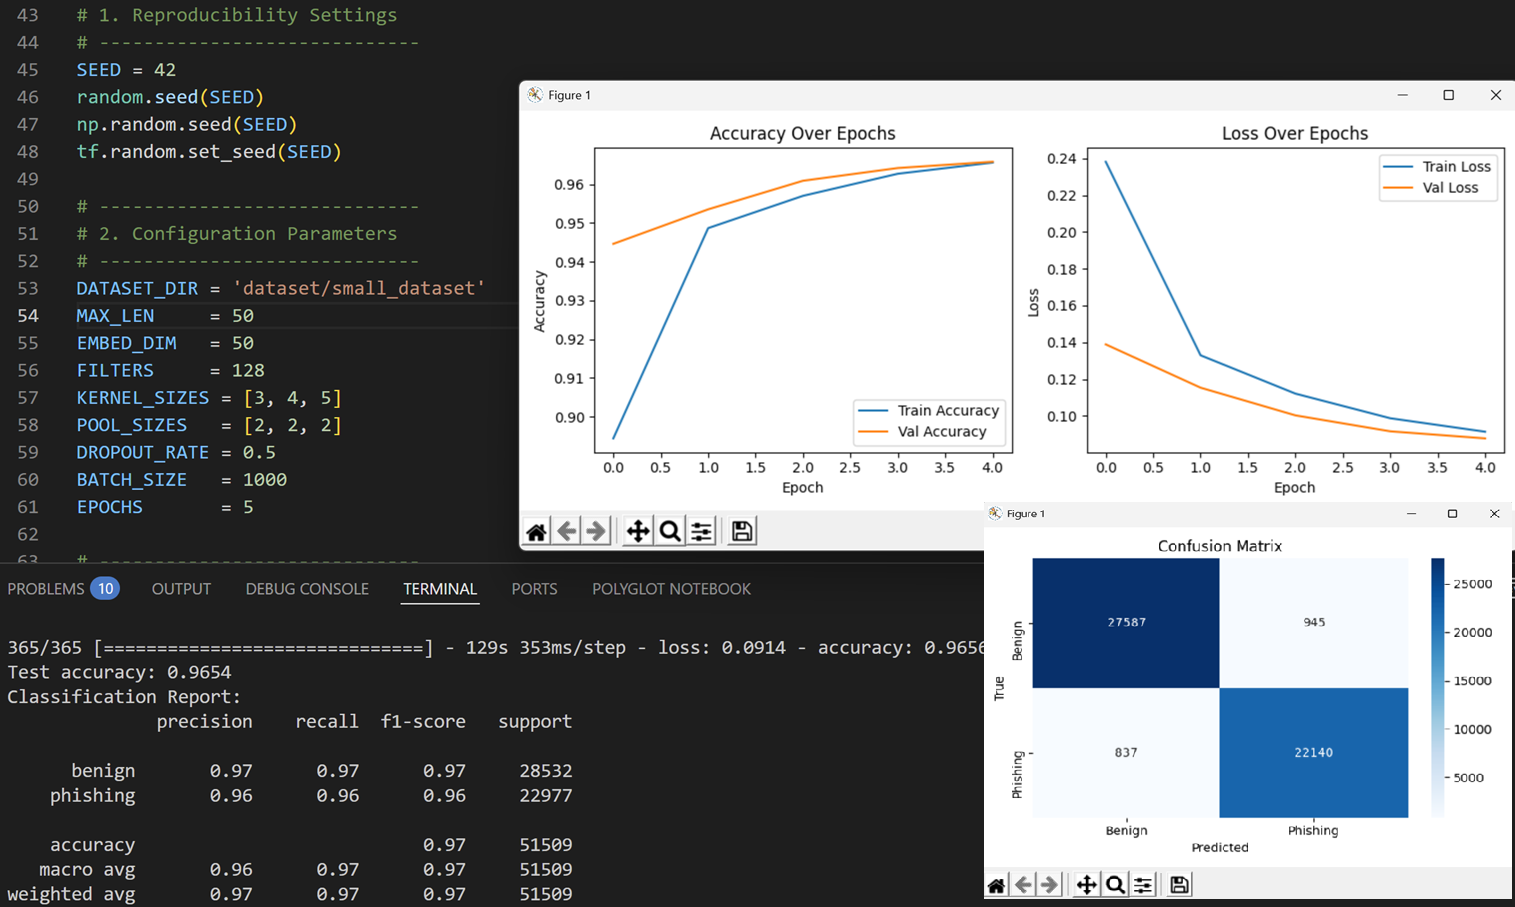 43 # 1. Reproducibility Settings
44 # -----------------------------
45 SEED = 42
46 random.seed(SEED)
47 np.random.seed(SEED)
48 tf.random.set_seed(SEED)
49
50 # -----------------------------
51 # 2. Configuration Parameters
52 # -----------------------------
53 DATASET_DIR = 'dataset/small_dataset'
54 MAX_LEN = 50
55 EMBED_DIM = 50
56 FILTERS = 128
57 KERNEL_SIZES = [3, 4, 5]
58 POOL_SIZES = [2, 2, 2]
59 DROPOUT_RATE = 0.5
60 BATCH_SIZE = 1000
61 EPOCHS = 5
62
63 # -----------------------------
Figure 1
Accuracy Over Epochs
Accuracy
0.96
0.95
0.94
0.93
0.92
0.91
0.90
Train Accuracy
Val Accuracy
0.0 0.5 1.0 1.5 2.0 2.5 3.0 3.5 4.0
Epoch
Loss Over Epochs
Loss
0.24
0.22
0.20
0.18
0.16
0.14
0.12
0.10
Train Loss
Val Loss
0.0 0.5 1.0 1.5 2.0 2.5 3.0 3.5 4.0
Epoch
PROBLEMS 10 OUTPUT DEBUG CONSOLE TERMINAL PORTS POLYGLOT NOTEBOOK
365/365 [==============================] - 129s 353ms/step - loss: 0.0914 - accuracy: 0.9656
Test accuracy: 0.9654
Classification Report:
precision recall f1-score support
benign 0.97 0.97 0.97 28532
phishing 0.96 0.96 0.96 22977
accuracy 0.97 51509
macro avg 0.96 0.97 0.97 51509
weighted avg 0.97 0.97 0.97 51509
Figure 1
Confusion Matrix
True
Benign
27587 945
Phishing
837 22140
Benign Phishing
Predicted
25000
20000
15000
10000
5000